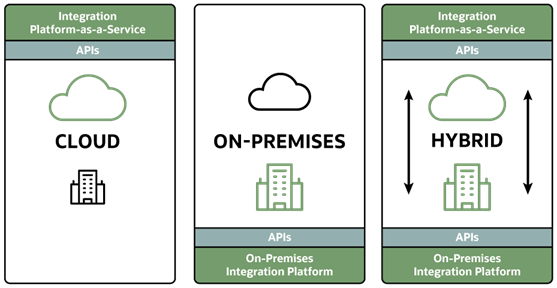 Integration
Platform-as-a-Service
APIs
CLOUD
ON-PREMISES
APIs
On-Premises
Integration Platform
Integration
Platform-as-a-Service
APIs
HYBRID
APIs
On-Premises
Integration Platform